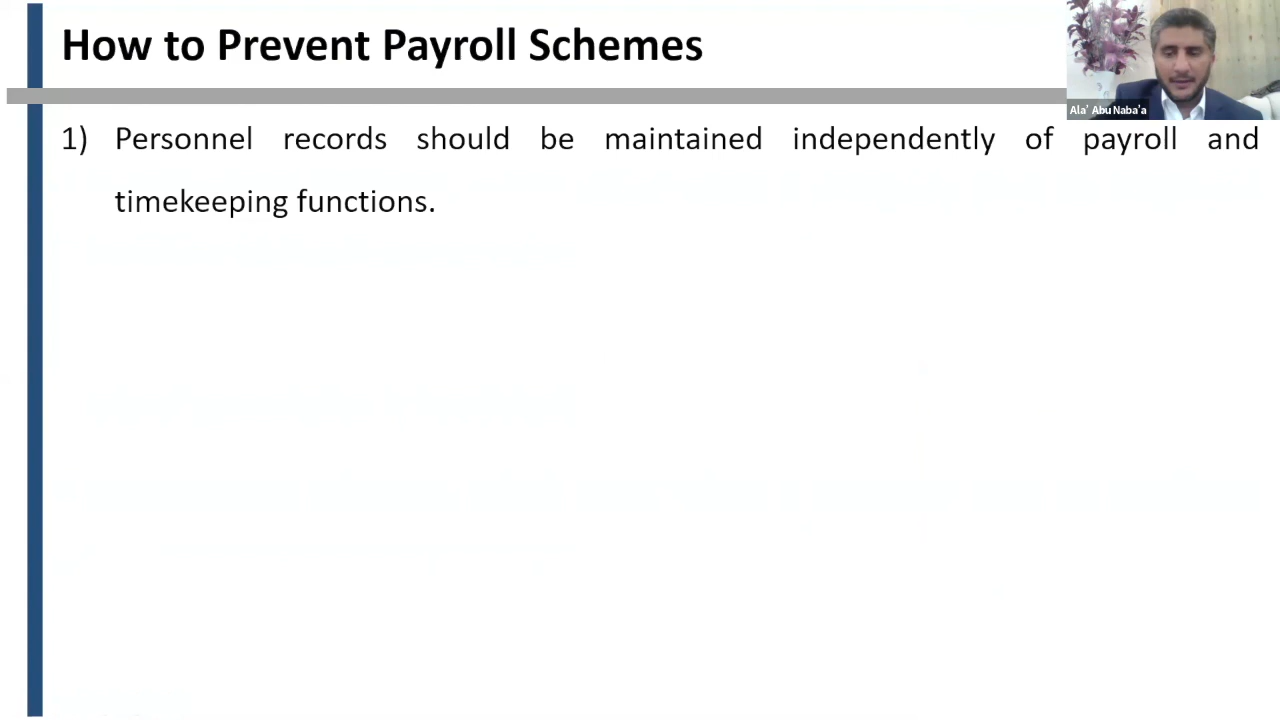 How to Prevent Payroll Schemes
Ala' Abu Naba'a
1) Personnel records should be maintained independently of payroll and
timekeeping functions.